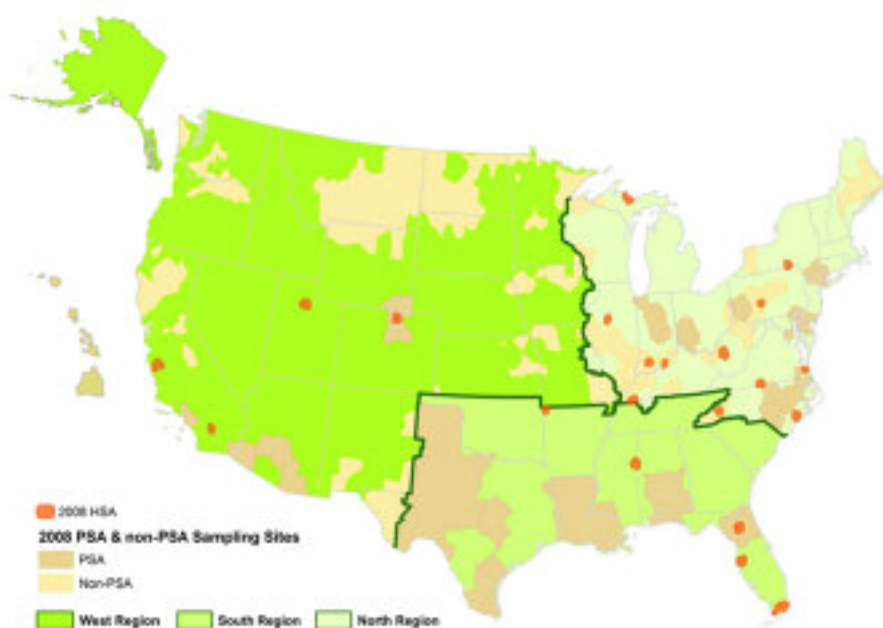 2008 HSA
2008 PSA & non-PSA Sampling Sites
PSA
Non-PSA
West Region South Region North Region